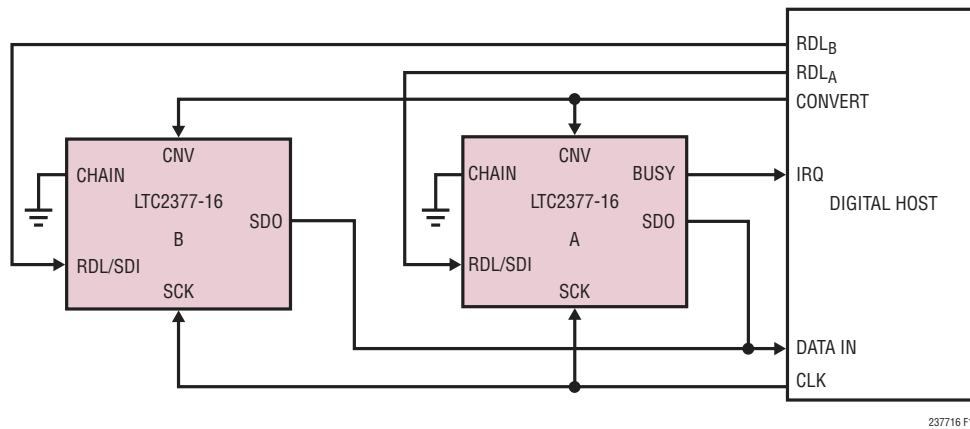 RDLB
RDLA
CONVERT
IRQ
DIGITAL HOST
DATA IN
CLK
CNV
CHAIN
LTC2377-16
SDO
B
RDL/SDI
SCK
CNV
CHAIN
BUSY
LTC2377-16
SDO
A
RDL/SDI
SCK
237716 F